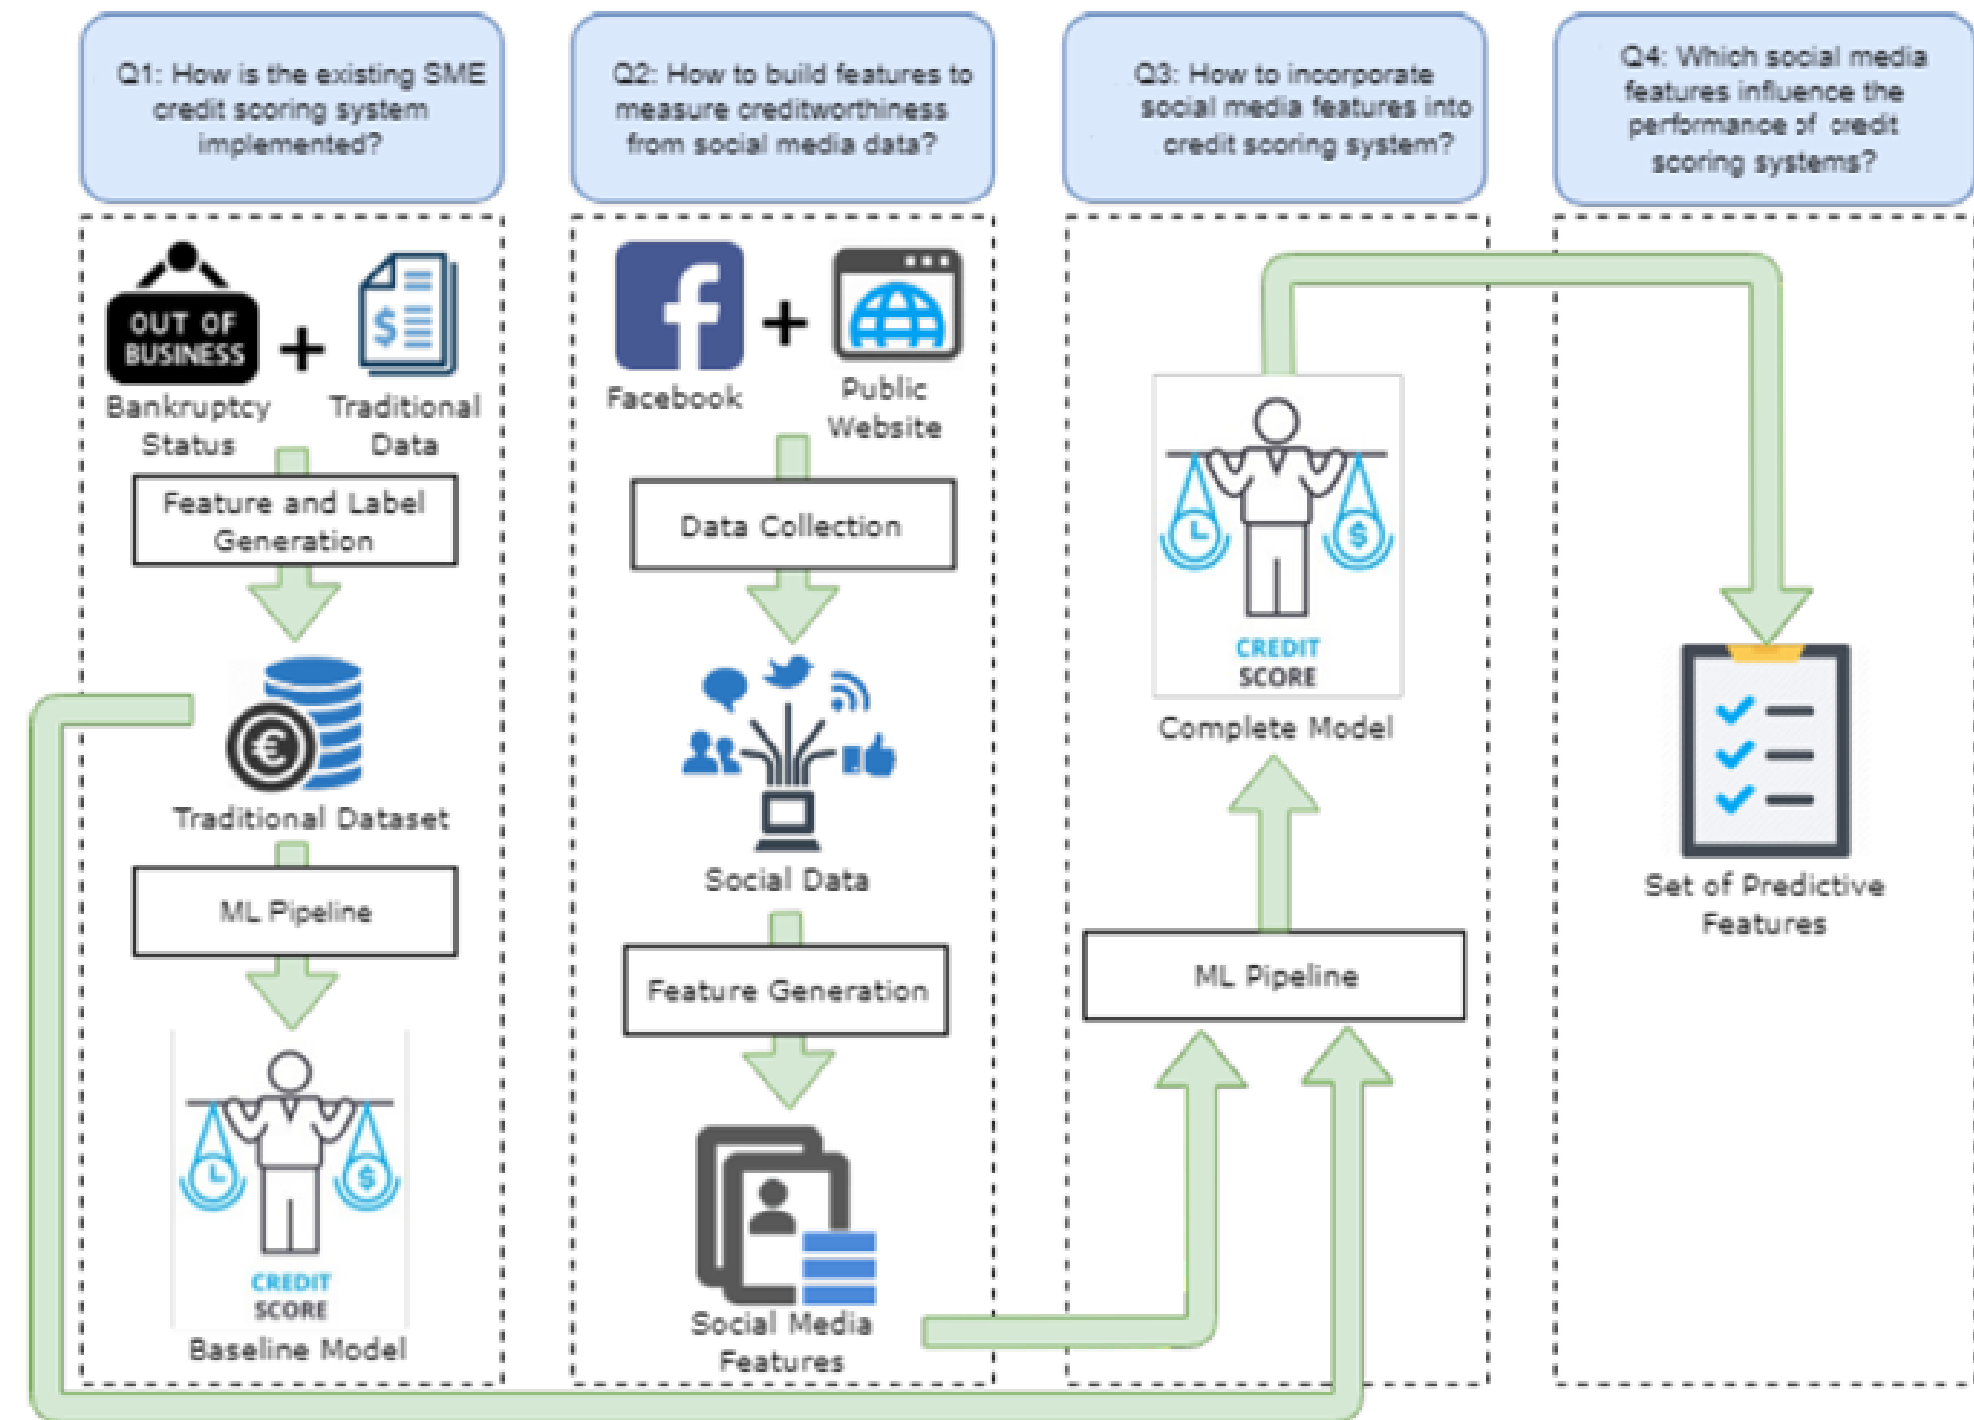 Q1: How is the existing SME
credit scoring system
implemented?
OUT OF
BUSINESS
Bankruptcy
Status
Traditional
Data
Feature and Label
Generation
€
Traditional Dataset
ML Pipeline
$
CREDIT
SCORE
Baseline Model
Q2: How to build features to
measure creditworthiness
from social media data?
Facebook
Public
Website
Data Collection
Social Data
Feature Generation
Social Media
Features
Q3: How to incorporate
social media features into
credit scoring system?
$
CREDIT
SCORE
Complete Model
ML Pipeline
Q4: Which social media
features influence the
performance of credit
scoring systems?
Set of Predictive
Features